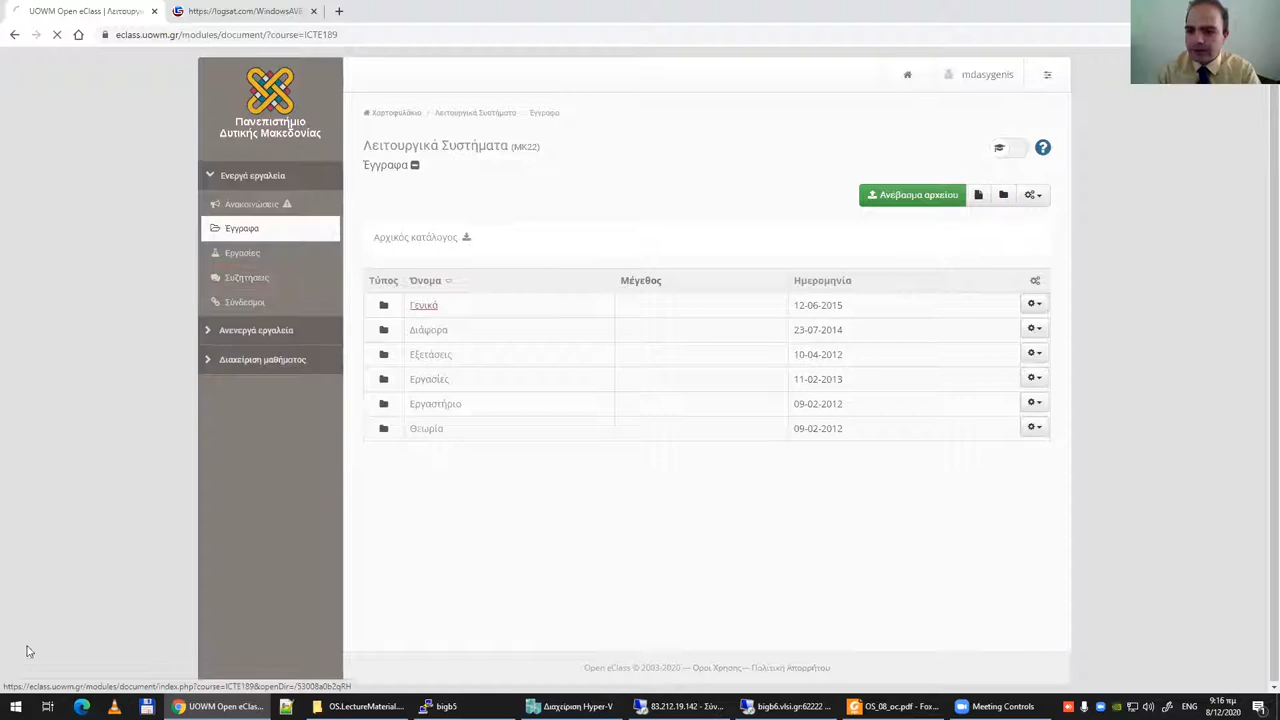 UOWM Open eClass | Λειτουργι
https://logsat.com/WindowsAVE
eclass.uowm.gr/modules/document/?course=ICTE189
Πανεπιστήμιο
Δυτικής Μακεδονίας
mdasygenis
Χαρτοφυλάκιο / Λειτουργικά Συστήματα / Έγγραφα
Λειτουργικά Συστήματα (MK22)
Έγγραφα
Ενεργά εργαλεία
Ανακοινώσεις
Έγγραφα
Εργασίες
Συζητήσεις
Σύνδεσμοι
Ανενεργά εργαλεία
Διαχείριση μαθήματος
Ανέβασμα αρχείου
Αρχικός κατάλογος
Τύπος Όνομα Μέγεθος Ημερομηνία
Γενικά 12-06-2015
Διάφορα 23-07-2014
Εξετάσεις 10-04-2012
Εργασίες 11-02-2013
Εργαστήριο 09-02-2012
Θεωρία 09-02-2012
Open eClass © 2003-2020 — Όροι Χρήσης — Πολιτική Απορρήτου
https://eclass.uowm.gr/modules/document/index.php?course=ICTE189&openDir=/53008a0b2qRH
UOWM Open eClas...
OS.LectureMaterial....
bigb5
Διαχείριση Hyper-V
83.212.19.142 - Σύν...
bigb6.vlsi.gr:62222 ...
OS_08_oc.pdf - Fox...
Meeting Controls
9:16 πμ
8/12/2020